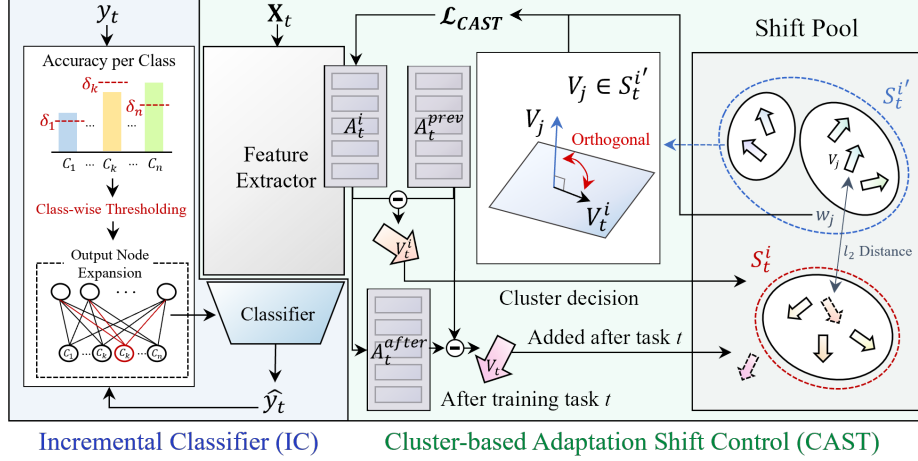 y_t
X_t
ℒ_CAST
Shift Pool
Accuracy per Class
δ_1
δ_k
δ_n
...
...
C_1 ... C_k ... C_n
Class-wise Thresholding
Output Node
Expansion
. . .
C_1 ... C_k ... C_n
Feature
Extractor
A_t^i
A_t^prev
V_t^i
V_j ∈ S_t^i′
V_j
Orthogonal
V_t^i
S_t^i′
V_j
w_j
l_2 Distance
S_t^i
Cluster decision
Classifier
ŷ_t
A_t^after
V_t
Added after task t
After training task t
Incremental Classifier (IC)
Cluster-based Adaptation Shift Control (CAST)